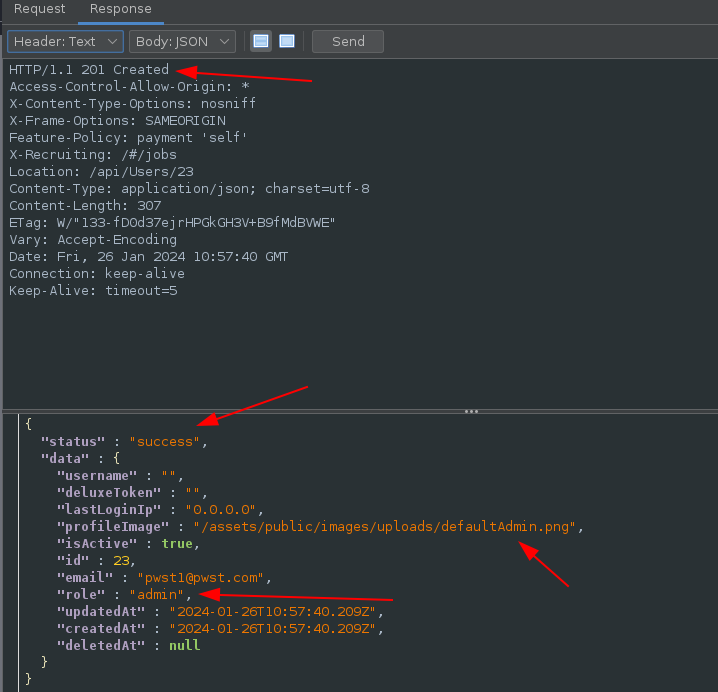 Request Response
Header: Text Body: JSON Send
HTTP/1.1 201 Created
Access-Control-Allow-Origin: *
X-Content-Type-Options: nosniff
X-Frame-Options: SAMEORIGIN
Feature-Policy: payment 'self'
X-Recruiting: /#/jobs
Location: /api/Users/23
Content-Type: application/json; charset=utf-8
Content-Length: 307
ETag: W/"133-fD0d37ejrHPGkGH3V+B9fMdBVWE"
Vary: Accept-Encoding
Date: Fri, 26 Jan 2024 10:57:40 GMT
Connection: keep-alive
Keep-Alive: timeout=5
{
"status" : "success",
"data" : {
"username" : "",
"deluxeToken" : "",
"lastLoginIp" : "0.0.0.0",
"profileImage" : "/assets/public/images/uploads/defaultAdmin.png",
"isActive" : true,
"id" : 23,
"email" : "pwst1@pwst.com",
"role" : "admin",
"updatedAt" : "2024-01-26T10:57:40.209Z",
"createdAt" : "2024-01-26T10:57:40.209Z",
"deletedAt" : null
}
}